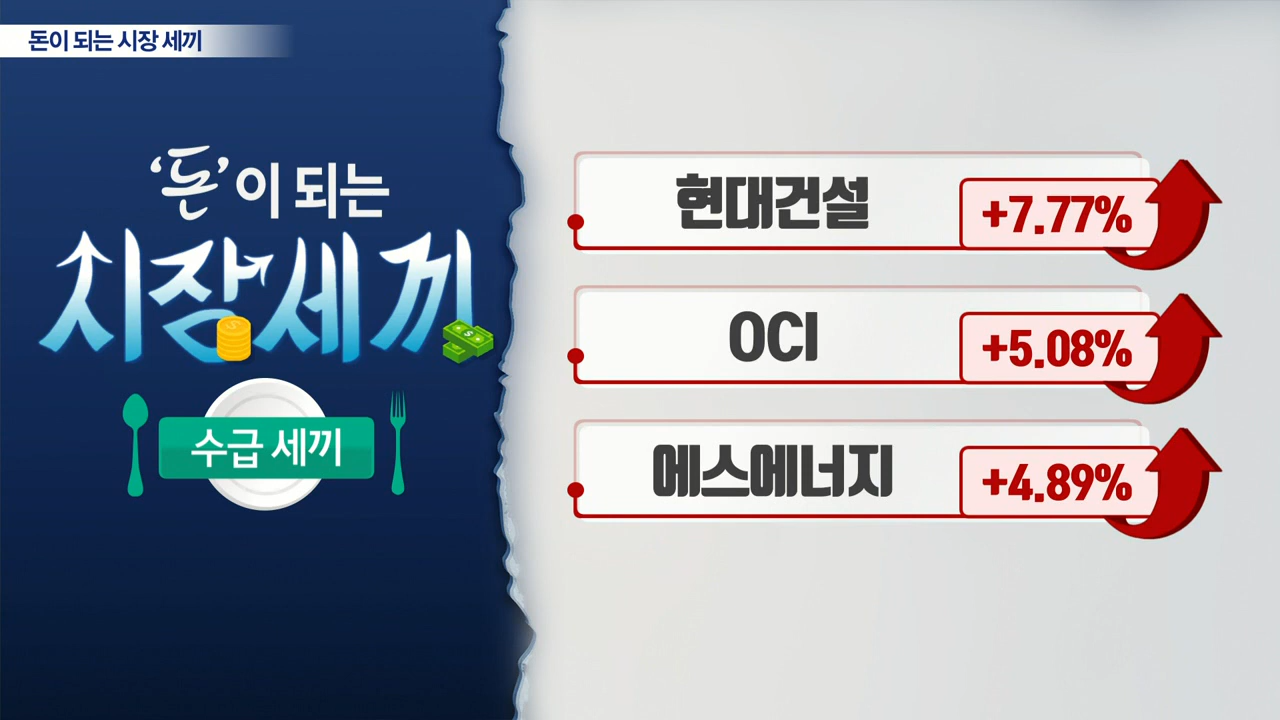 돈이 되는 시장 세끼
‘돈’이 되는
시장세끼
수급 세끼
현대건설
+7.77%
OCI
+5.08%
에스에너지
+4.89%